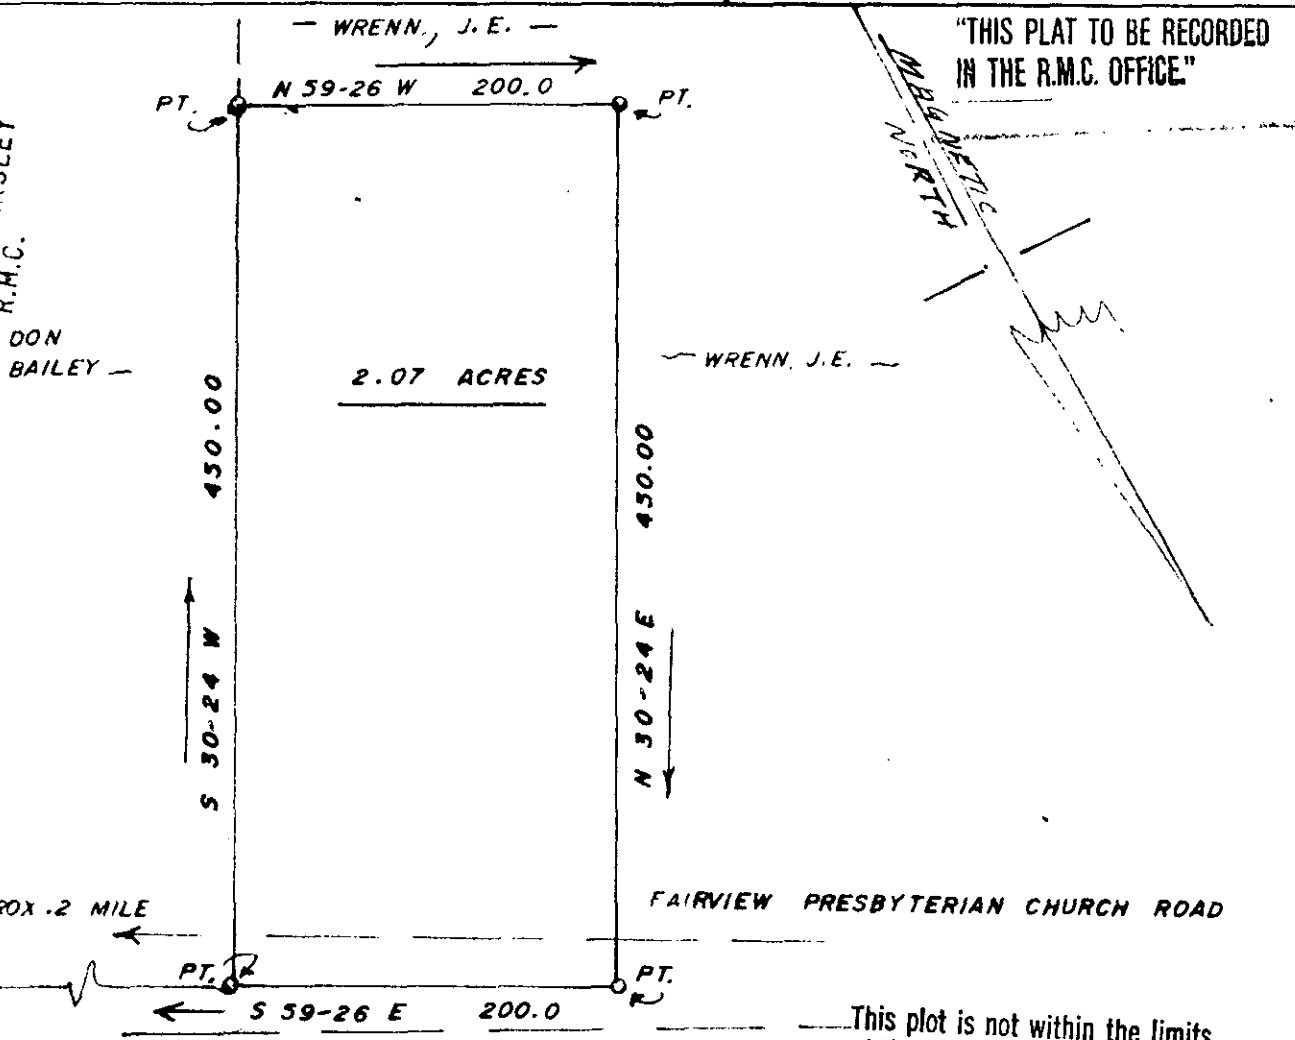 — WRENN, J.E. —
"THIS PLAT TO BE RECORDED
IN THE R.M.C. OFFICE."
PT.
N 59-26 W 200.0
PT.
MAGNETIC
NORTH
R.M.C.
DON
BAILEY —
2.07 ACRES
— WRENN, J.E. —
450.00
S 30-24 W
450.00
N 30-24 E
.2 MILE
FAIRVIEW PRESBYTERIAN CHURCH ROAD
PT.
PT.
S 59-26 E 200.0
This plot is not within the limits